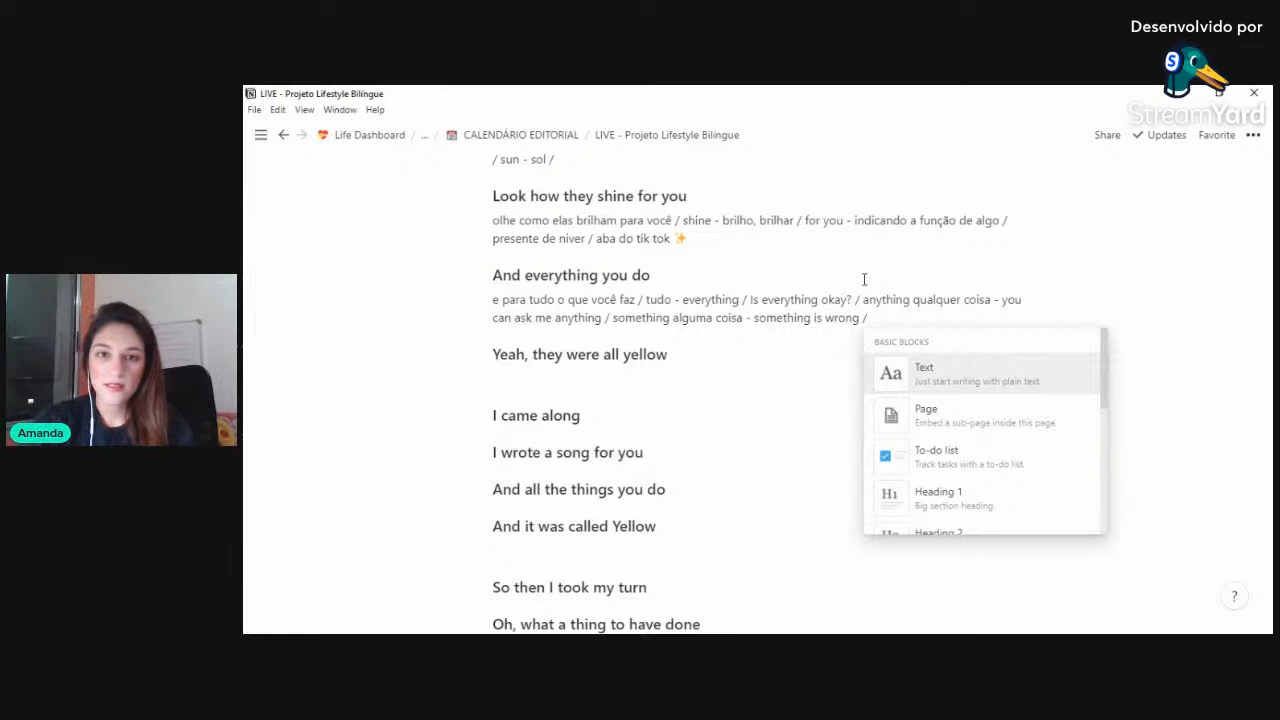 Desenvolvido por
S
StreamYard
LIVE - Projeto Lifestyle Bilíngue
File Edit View Window Help
Life Dashboard / ... / CALENDÁRIO EDITORIAL / LIVE - Projeto Lifestyle Bilíngue
Share Updates Favorite •••
/ sun - sol /
Look how they shine for you
olhe como elas brilham para você / shine - brilho, brilhar / for you - indicando a função de algo /
presente de niver / aba do tik tok ✨
And everything you do
e para tudo o que você faz / tudo - everything / Is everything okay? / anything qualquer coisa - you
can ask me anything / something alguma coisa - something is wrong /
Yeah, they were all yellow
I came along
I wrote a song for you
And all the things you do
And it was called Yellow
So then I took my turn
Oh, what a thing to have done
BASIC BLOCKS
Aa
Text
Just start writing with plain text.
Page
Embed a sub-page inside this page.
To-do list
Track tasks with a to-do list.
H1
Heading 1
Big section heading.
Heading 2
?
Amanda